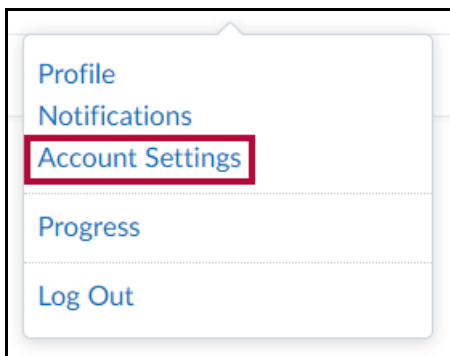 Profile
Notifications
Account Settings
Progress
Log Out